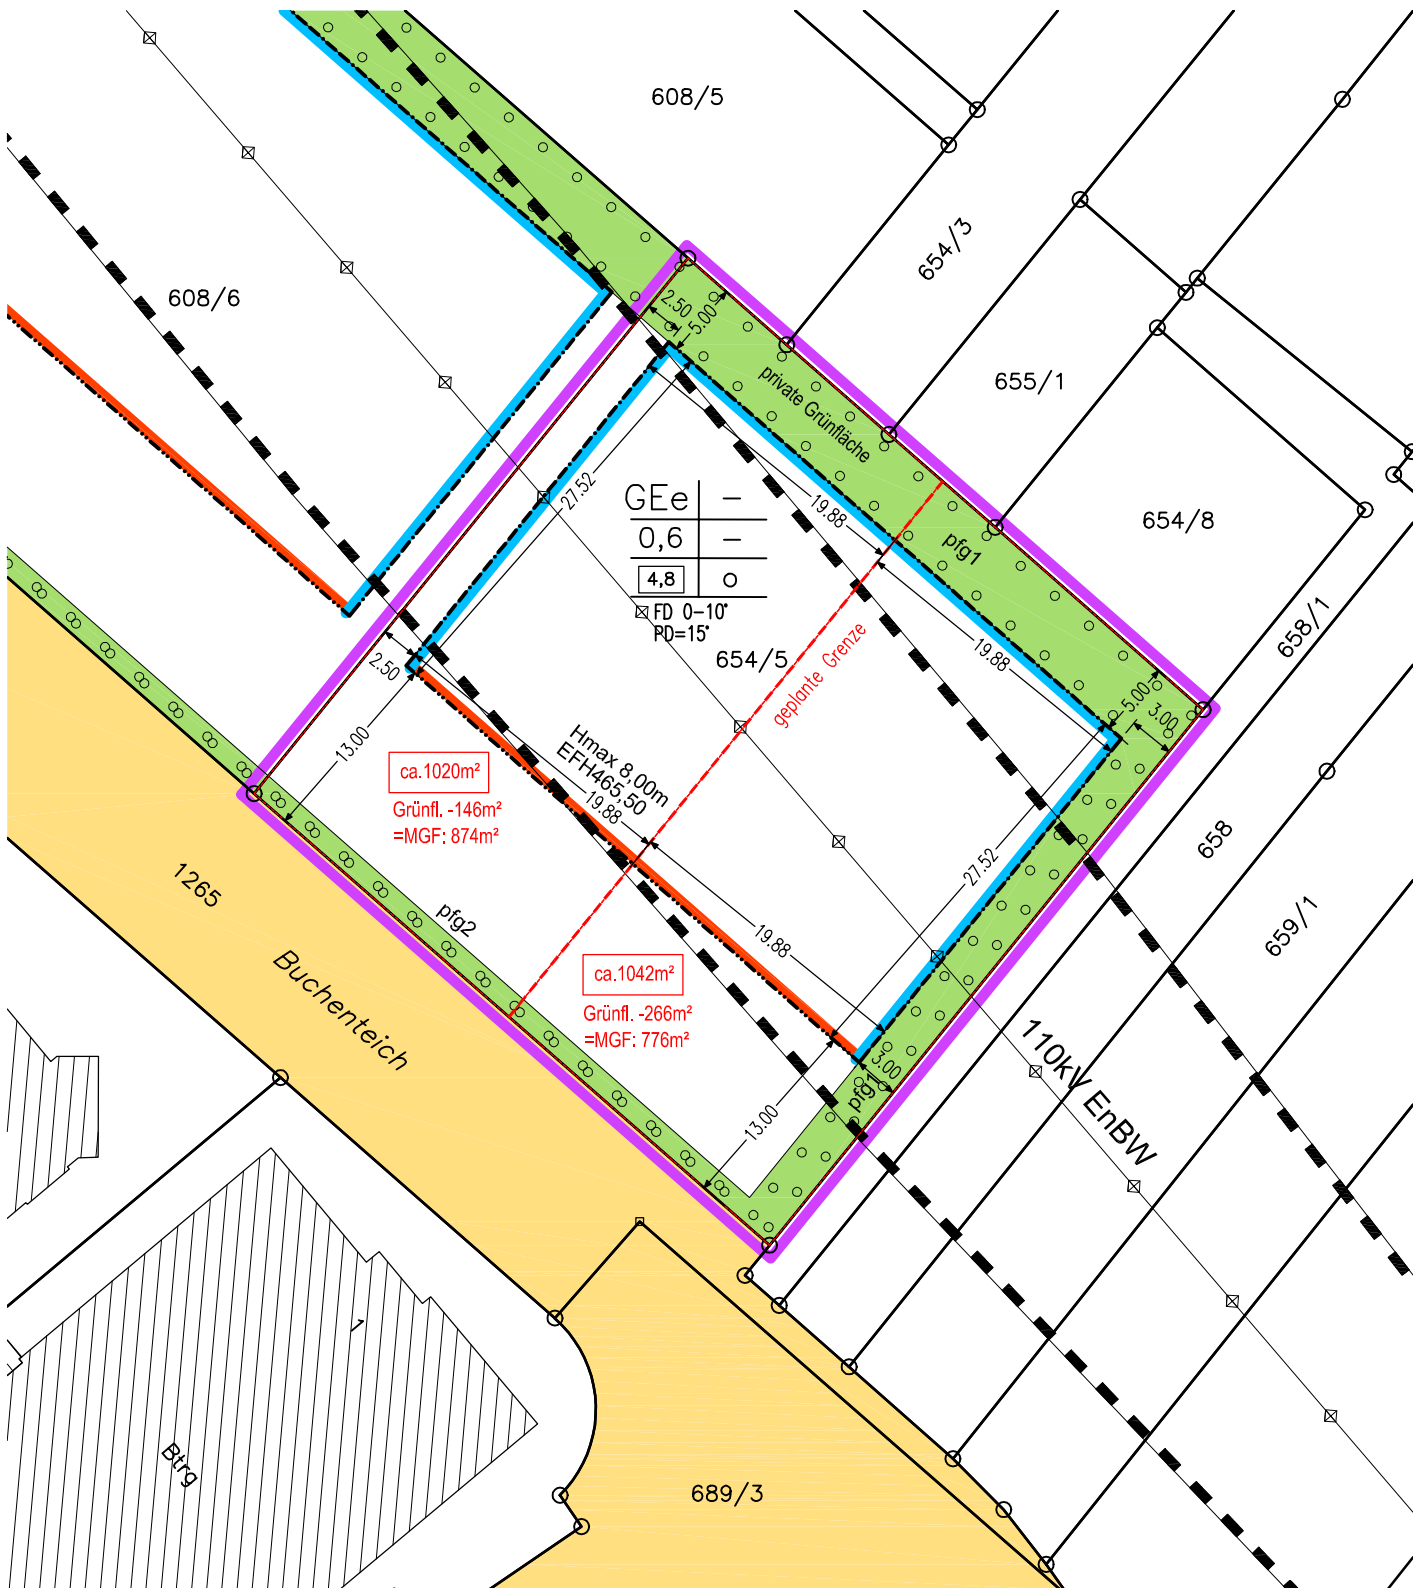 608/5
654/3
608/6
655/1
2.50
5.00
private Grünfläche
27.52
GEe –
0,6 –
4,8 o
FD 0-10°
PD=15°
19.88
pfg1
654/8
658/1
654/5
19.88
geplante Grenze
2.50
5.00
3.00
13.00
Hmax 8,00m
EFH465,50
19.88
ca.1020m²
Grünfl. -146m²
=MGF: 874m²
27.52
658
659/1
1265
pfg2
19.88
Buchenteich
ca.1042m²
Grünfl. -266m²
=MGF: 776m²
3.00
pfg1
110kV EnBW
13.00
1
Btrg
689/3